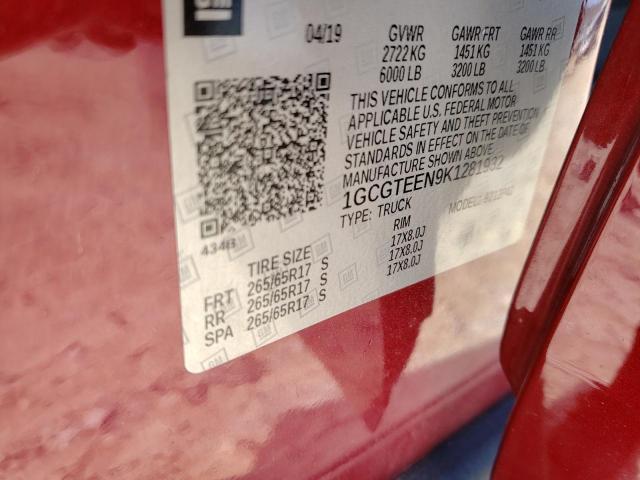 GM
04/19 GVWR GAWR FRT GAWR RR
2722 KG 1451 KG 1451 KG
6000 LB 3200 LB 3200 LB
THIS VEHICLE CONFORMS TO ALL
APPLICABLE U.S. FEDERAL MOTOR
VEHICLE SAFETY AND THEFT PREVENTION
STANDARDS IN EFFECT ON THE DATE OF
MANUFACTURE SHOWN ABOVE.
1GCGTEEN9K1281932
TYPE: TRUCK
434B
TIRE SIZE RIM
FRT 265/65R17 S 17X8.0J
RR 265/65R17 S 17X8.0J
SPA 265/65R17 S 17X8.0J